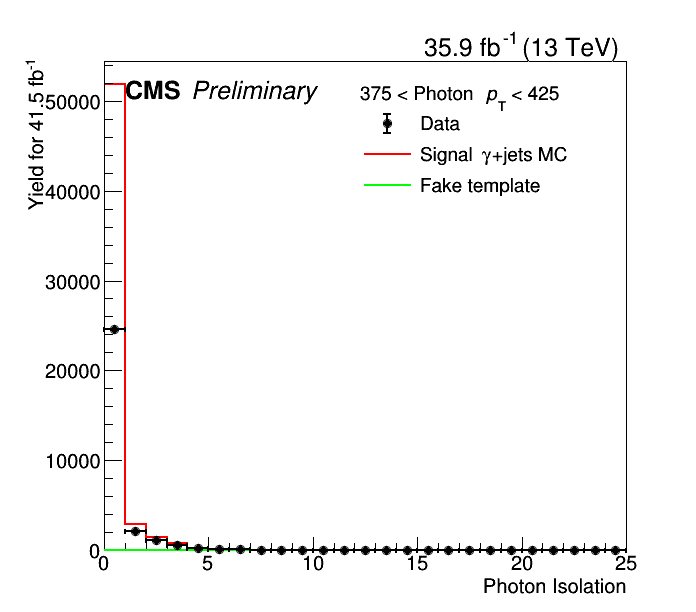 35.9 fb⁻¹ (13 TeV)
CMS Preliminary
375 < Photon p_T < 425
Data
Signal γ+jets MC
Fake template
Yield for 41.5 fb⁻¹
50000
40000
30000
20000
10000
0
0 5 10 15 20 25
Photon Isolation